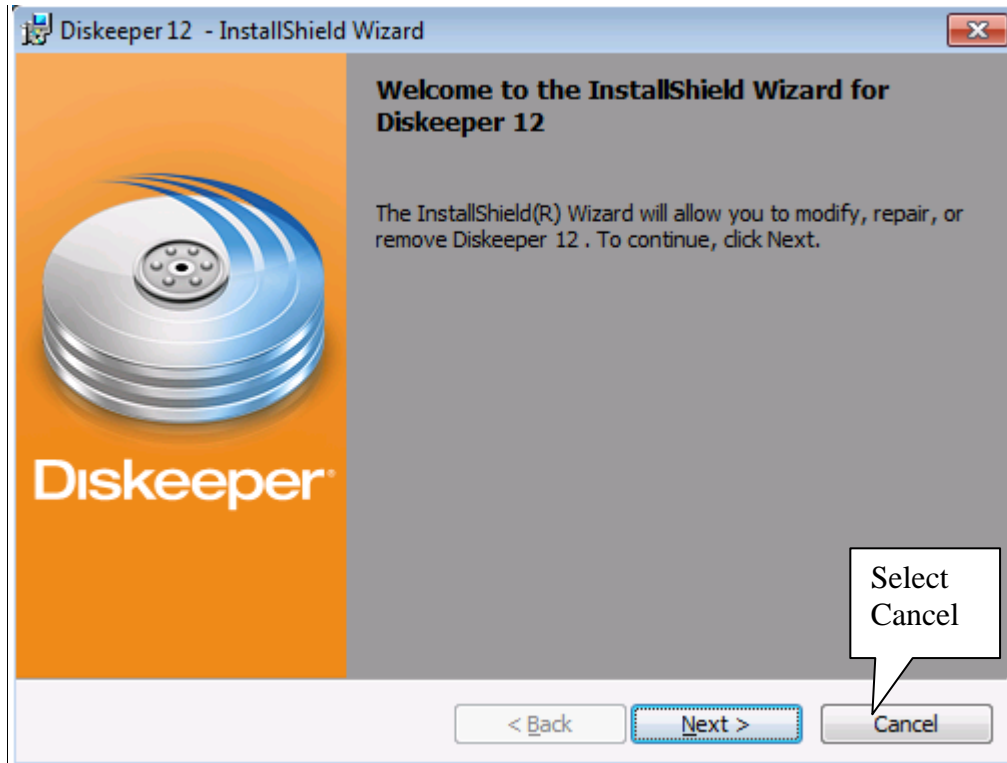 Diskeeper 12 - InstallShield Wizard
Welcome to the InstallShield Wizard for
Diskeeper 12
The InstallShield(R) Wizard will allow you to modify, repair, or
remove Diskeeper 12 . To continue, click Next.
Diskeeper®
Select
Cancel
< Back
Next >
Cancel